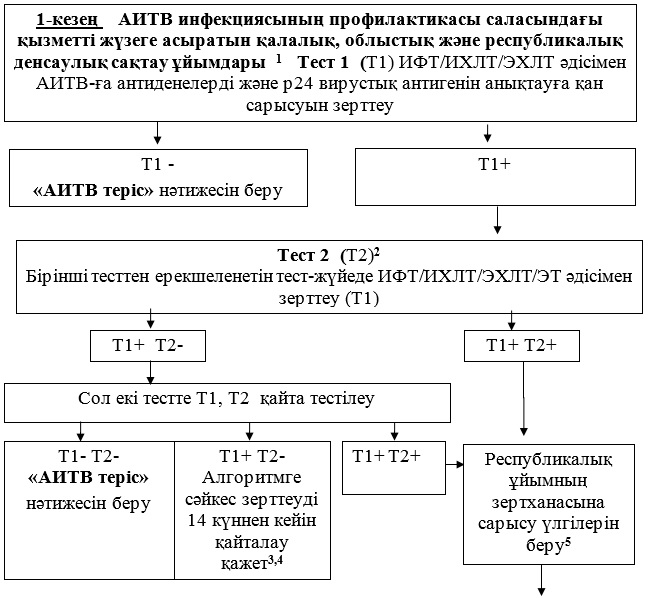 1-кезең АИТВ инфекциясының профилактикасы саласындағы
қызметті жүзеге асыратын қалалық, облыстық және республикалық
денсаулық сақтау ұйымдары 1 Тест 1 (Т1) ИФТ/ИХЛТ/ЭХЛТ әдісімен
АИТВ-ға антиденелерді және р24 вирустық антигенін анықтауға қан
сарысуын зерттеу
Т1 -
«АИТВ теріс» нәтижесін беру
Т1+
Тест 2 (Т2)2
Бірінші тесттен ерекшеленетін тест-жүйеде ИФТ/ИХЛТ/ЭХЛТ/ЭТ әдісімен
зерттеу (Т1)
Т1+ Т2-
Т1+ Т2+
Сол екі тестте Т1, Т2 қайта тестілеу
Т1- Т2-
«АИТВ теріс»
нәтижесін беру
Т1+ Т2-
Алгоритмге
сәйкес зерттеуді
14 күннен кейін
қайталау
қажет3,4
Т1+ Т2+
Республикалық
ұйымның
зертханасына
сарысу үлгілерін
беру5